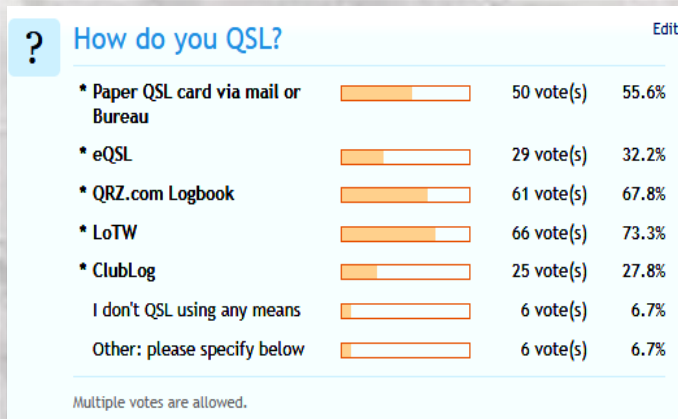 ?
How do you QSL?
Edit
* Paper QSL card via mail or
Bureau
50 vote(s) 55.6%
* eQSL 29 vote(s) 32.2%
* QRZ.com Logbook 61 vote(s) 67.8%
* LoTW 66 vote(s) 73.3%
* ClubLog 25 vote(s) 27.8%
I don't QSL using any means 6 vote(s) 6.7%
Other: please specify below 6 vote(s) 6.7%
Multiple votes are allowed.